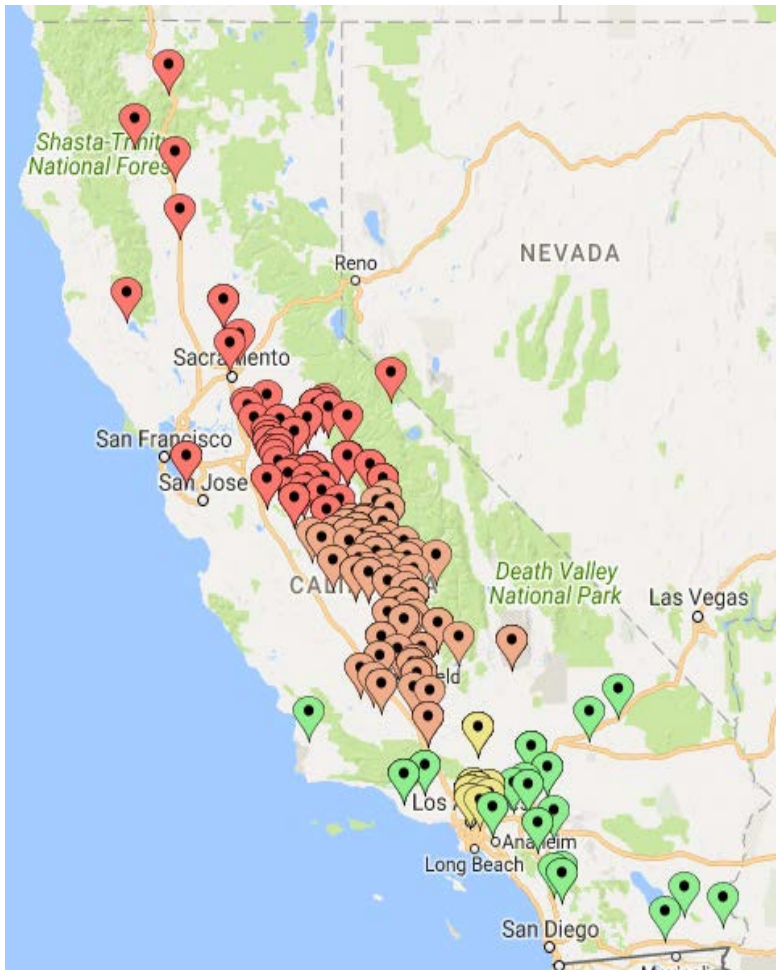 Shasta-Trinity
National Forest
Reno
NEVADA
Sacramento
San Francisco
San Jose
Death Valley
National Park
Las Vegas
Los
Anaheim
Long Beach
San Diego